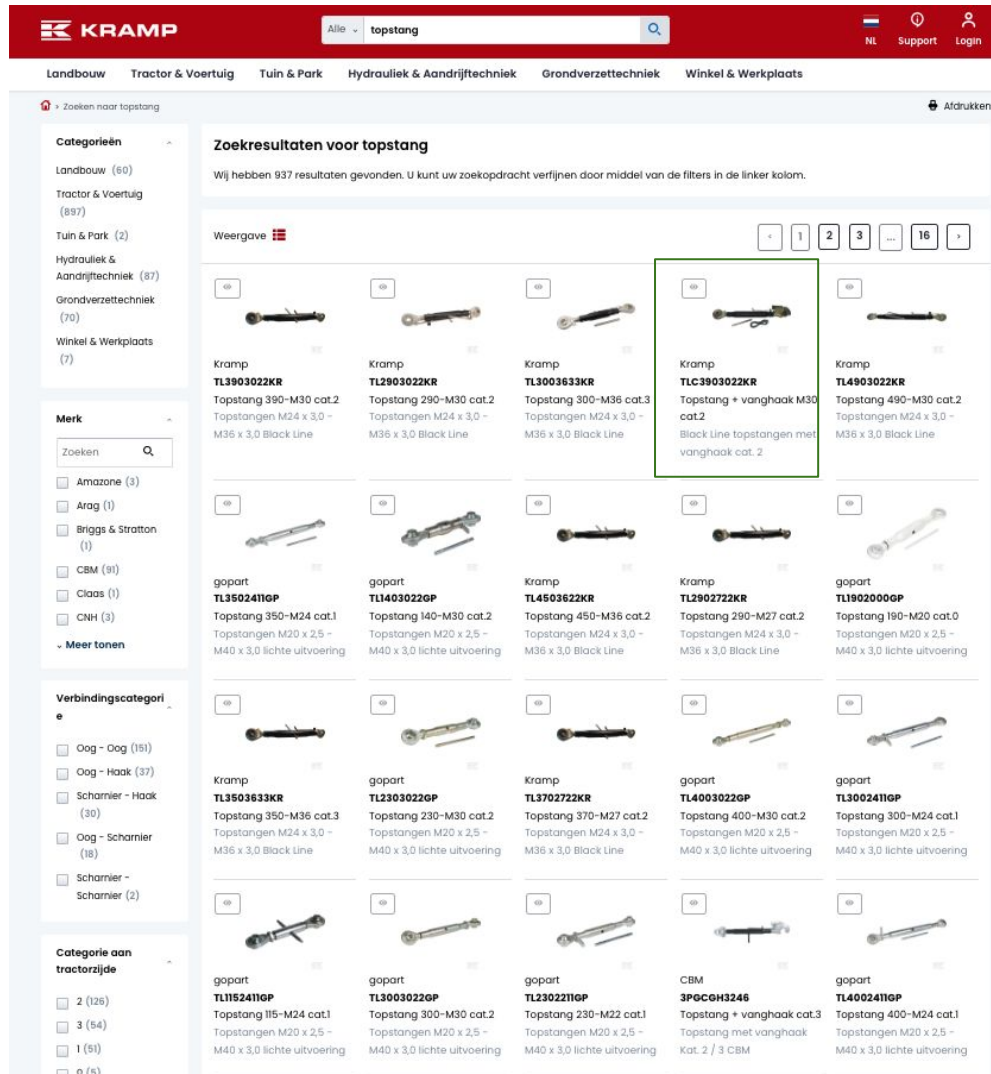 KRAMP
Alle topstang
NL Support Login
Landbouw Tractor & Voertuig Tuin & Park Hydrauliek & Aandrijftechniek Grondverzettechniek Winkel & Werkplaats
> Zoeken naar topstang
Afdrukken
Categorieën
Landbouw (60)
Tractor & Voertuig
(897)
Tuin & Park (2)
Hydrauliek &
Aandrijftechniek (87)
Grondverzettechniek
(70)
Winkel & Werkplaats
(7)
Merk
Zoeken
Amazone (3)
Arag (1)
Briggs & Stratton
(1)
CBM (91)
Claas (1)
CNH (3)
Meer tonen
Verbindingscategori
e
Oog - Oog (151)
Oog - Haak (37)
Scharnier - Haak
(30)
Oog - Scharnier
(18)
Scharnier -
Scharnier (2)
Categorie aan
tractorzijde
2 (126)
3 (54)
1 (51)
0 (5)
Zoekresultaten voor topstang
Wij hebben 937 resultaten gevonden. U kunt uw zoekopdracht verfijnen door middel van de filters in de linker kolom.
Weergave
‹ 1 2 3 ... 16 ›
Kramp
TL3903022KR
Topstang 390-M30 cat.2
Topstangen M24 x 3,0 -
M36 x 3,0 Black Line
Kramp
TL2903022KR
Topstang 290-M30 cat.2
Topstangen M24 x 3,0 -
M36 x 3,0 Black Line
Kramp
TL3003633KR
Topstang 300-M36 cat.3
Topstangen M24 x 3,0 -
M36 x 3,0 Black Line
Kramp
TLC3903022KR
Topstang + vanghaak M30
cat.2
Black Line topstangen met
vanghaak cat. 2
Kramp
TL4903022KR
Topstang 490-M30 cat.2
Topstangen M24 x 3,0 -
M36 x 3,0 Black Line
gopart
TL3502411GP
Topstang 350-M24 cat.1
Topstangen M20 x 2,5 -
M40 x 3,0 lichte uitvoering
gopart
TL1403022GP
Topstang 140-M30 cat.2
Topstangen M20 x 2,5 -
M40 x 3,0 lichte uitvoering
Kramp
TL4503622KR
Topstang 450-M36 cat.2
Topstangen M24 x 3,0 -
M36 x 3,0 Black Line
Kramp
TL2902722KR
Topstang 290-M27 cat.2
Topstangen M24 x 3,0 -
M36 x 3,0 Black Line
gopart
TL1902000GP
Topstang 190-M20 cat.0
Topstangen M20 x 2,5 -
M40 x 3,0 lichte uitvoering
Kramp
TL3503633KR
Topstang 350-M36 cat.3
Topstangen M24 x 3,0 -
M36 x 3,0 Black Line
gopart
TL2303022GP
Topstang 230-M30 cat.2
Topstangen M20 x 2,5 -
M40 x 3,0 lichte uitvoering
Kramp
TL3702722KR
Topstang 370-M27 cat.2
Topstangen M24 x 3,0 -
M36 x 3,0 Black Line
gopart
TL4003022GP
Topstang 400-M30 cat.2
Topstangen M20 x 2,5 -
M40 x 3,0 lichte uitvoering
gopart
TL3002411GP
Topstang 300-M24 cat.1
Topstangen M20 x 2,5 -
M40 x 3,0 lichte uitvoering
gopart
TL1152411GP
Topstang 115-M24 cat.1
Topstangen M20 x 2,5 -
M40 x 3,0 lichte uitvoering
gopart
TL3003022GP
Topstang 300-M30 cat.2
Topstangen M20 x 2,5 -
M40 x 3,0 lichte uitvoering
gopart
TL2302211GP
Topstang 230-M22 cat.1
Topstangen M20 x 2,5 -
M40 x 3,0 lichte uitvoering
CBM
3PGCGH3246
Topstang + vanghaak cat.3
Topstang met vanghaak
Kat. 2 / 3 CBM
gopart
TL4002411GP
Topstang 400-M24 cat.1
Topstangen M20 x 2,5 -
M40 x 3,0 lichte uitvoering